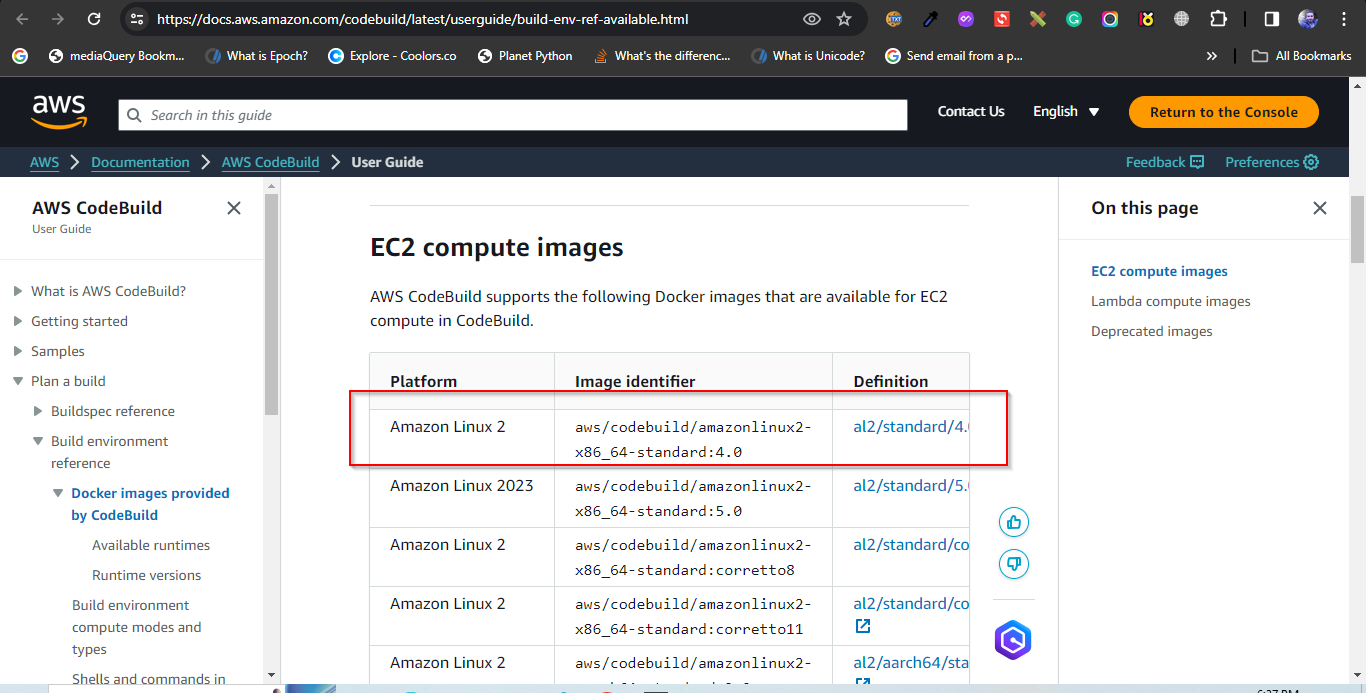 https://docs.aws.amazon.com/codebuild/latest/userguide/build-env-ref-available.html
mediaQuery Bookm...
What is Epoch?
Explore - Coolors.co
Planet Python
What's the differenc...
What is Unicode?
Send email from a p...
All Bookmarks
aws
Search in this guide
Contact Us
English
Return to the Console
AWS
Documentation
AWS CodeBuild
User Guide
Feedback
Preferences
AWS CodeBuild
User Guide
What is AWS CodeBuild?
Getting started
Samples
Plan a build
Buildspec reference
Build environment
reference
Docker images provided
by CodeBuild
Available runtimes
Runtime versions
Build environment
compute modes and
types
Shells and commands in
EC2 compute images
AWS CodeBuild supports the following Docker images that are available for EC2
compute in CodeBuild.
Platform Image identifier Definition
Amazon Linux 2 aws/codebuild/amazonlinux2- al2/standard/4.0
x86_64-standard:4.0
Amazon Linux 2023 aws/codebuild/amazonlinux2- al2/standard/5.0
x86_64-standard:5.0
Amazon Linux 2 aws/codebuild/amazonlinux2- al2/standard/co
x86_64-standard:corretto8
Amazon Linux 2 aws/codebuild/amazonlinux2- al2/standard/co
x86_64-standard:corretto11
Amazon Linux 2 aws/codebuild/amazonlinux2- al2/aarch64/sta
On this page
EC2 compute images
Lambda compute images
Deprecated images